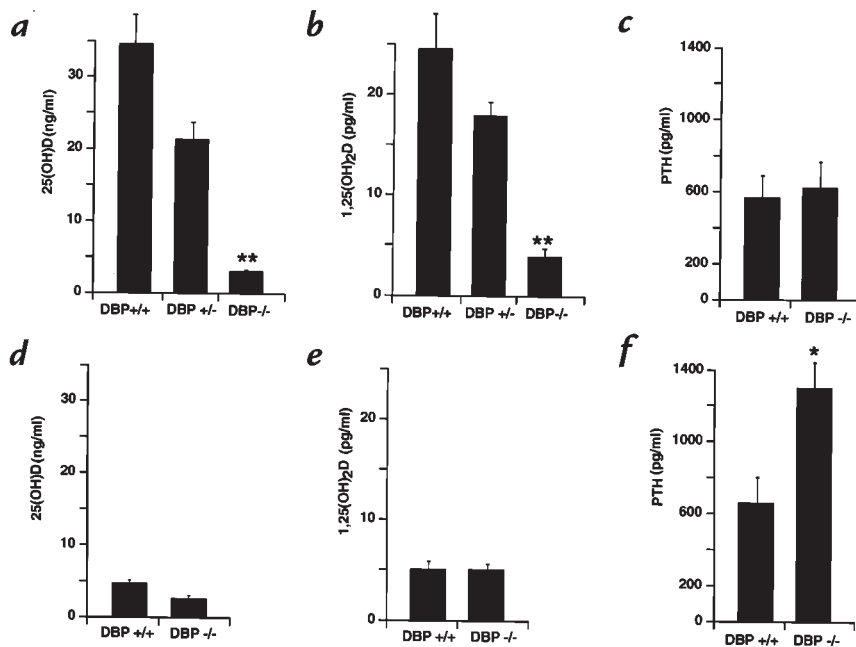 a
25(OH)D (ng/ml)
30
20
10
0
**
DBP+/+ DBP +/- DBP-/-
b
1,25(OH)₂D (pg/ml)
20
10
0
**
DBP+/+ DBP +/- DBP-/-
c
PTH (pg/ml)
1400
1000
600
200
0
DBP +/+ DBP -/-
d
25(OH)D (ng/ml)
30
20
10
0
DBP +/+ DBP -/-
e
1,25(OH)₂D (pg/ml)
20
10
0
DBP +/+ DBP -/-
f
PTH (pg/ml)
1400
1000
600
200
0
*
DBP +/+ DBP -/-